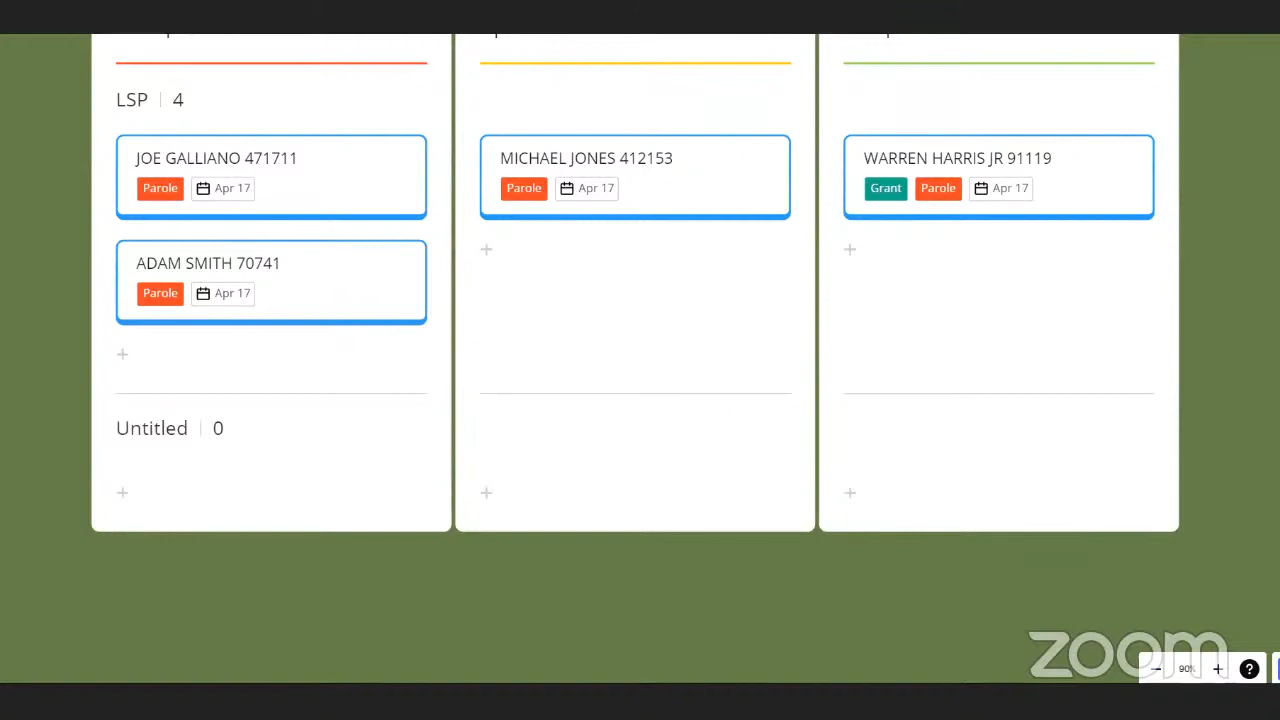 LSP | 4
JOE GALLIANO 471711
Parole Apr 17
ADAM SMITH 70741
Parole Apr 17
+
Untitled | 0
+
MICHAEL JONES 412153
Parole Apr 17
+
+
WARREN HARRIS JR 91119
Grant Parole Apr 17
+
+
zoom
− 90% + ?